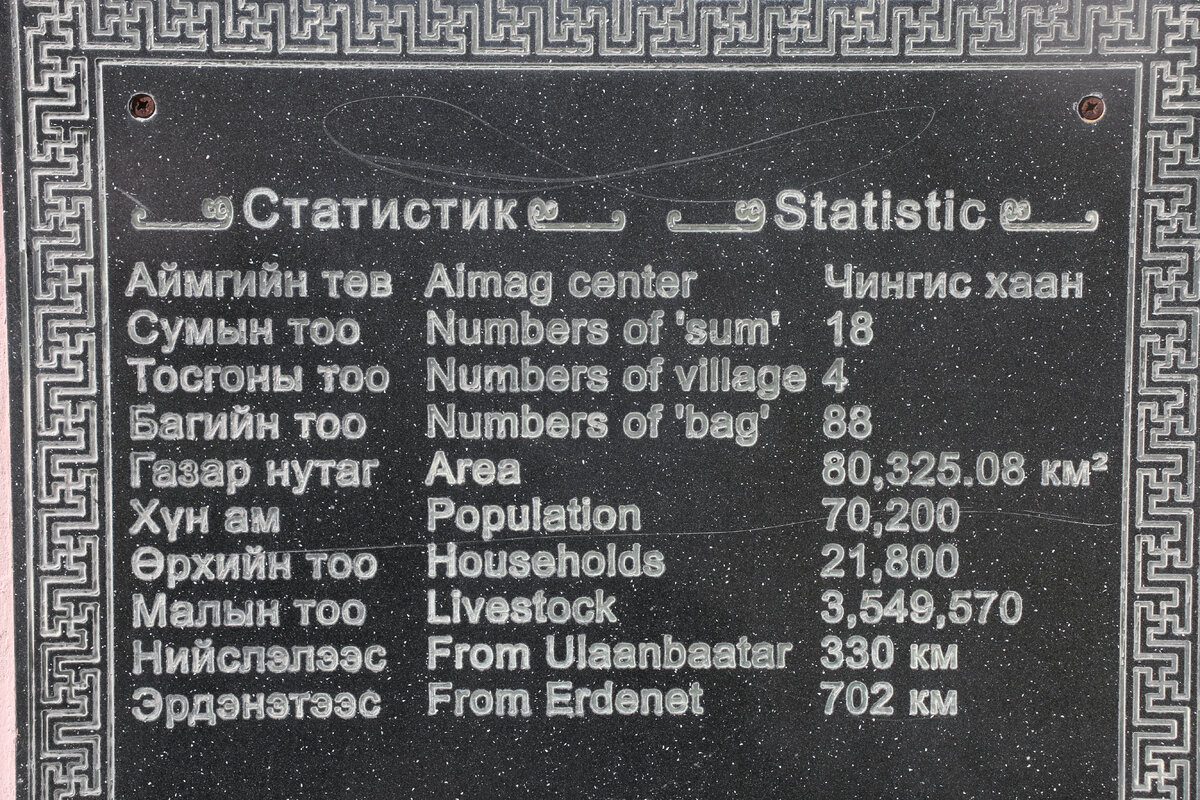 Статистик Statistic
Аймгийн төв Aimag center Чингис хаан
Сумын тоо Numbers of 'sum' 18
Тосгоны тоо Numbers of village 4
Багийн тоо Numbers of 'bag' 88
Газар нутаг Area 80,325.08 км²
Хүн ам Population 70,200
Өрхийн тоо Households 21,800
Малын тоо Livestock 3,549,570
Нийслэлээс From Ulaanbaatar 330 км
Эрдэнэтээс From Erdenet 702 км